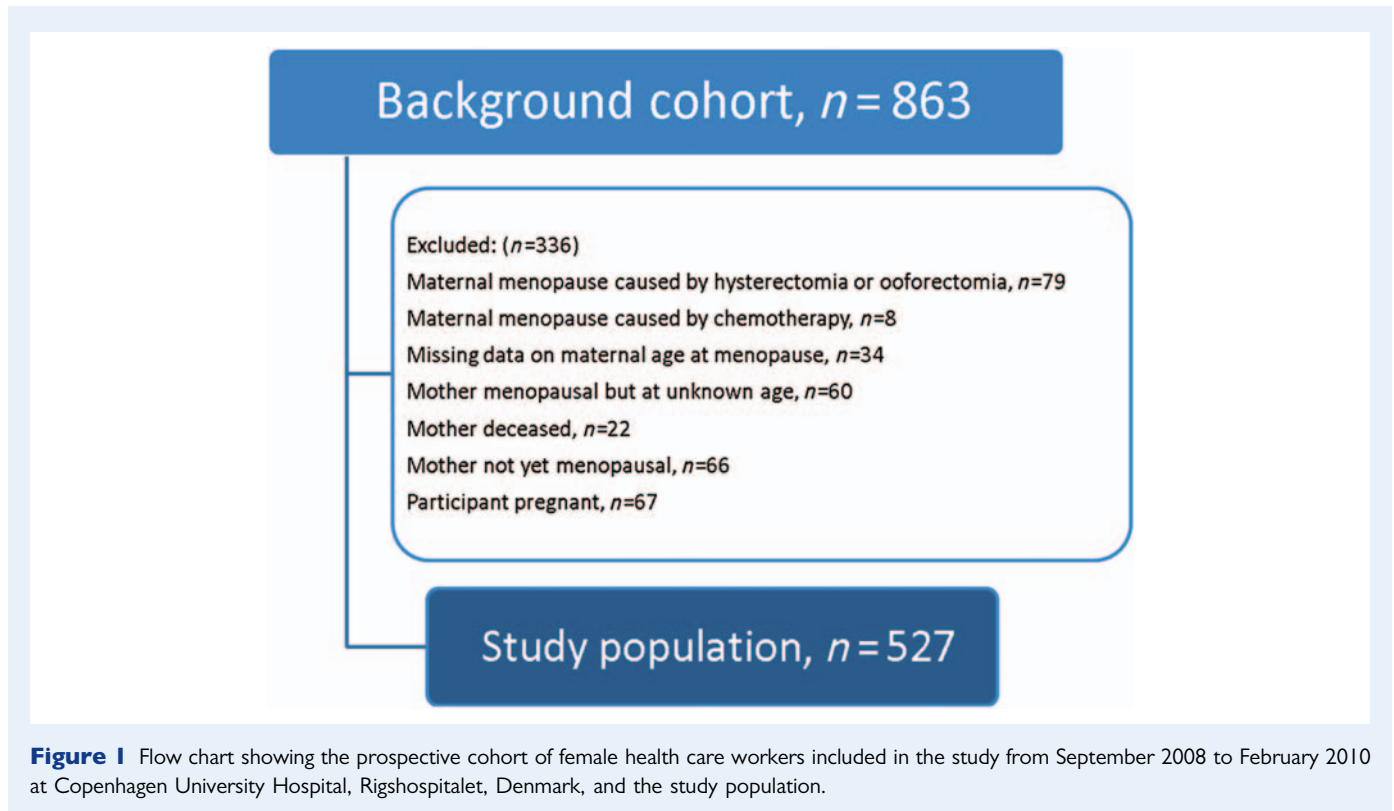 Background cohort, n = 863
Excluded: (n=336)
Maternal menopause caused by hysterectomia or ooforectomia, n=79
Maternal menopause caused by chemotherapy, n=8
Missing data on maternal age at menopause, n=34
Mother menopausal but at unknown age, n=60
Mother deceased, n=22
Mother not yet menopausal, n=66
Participant pregnant, n=67
Study population, n = 527
Figure 1 Flow chart showing the prospective cohort of female health care workers included in the study from September 2008 to February 2010
at Copenhagen University Hospital, Rigshospitalet, Denmark, and the study population.